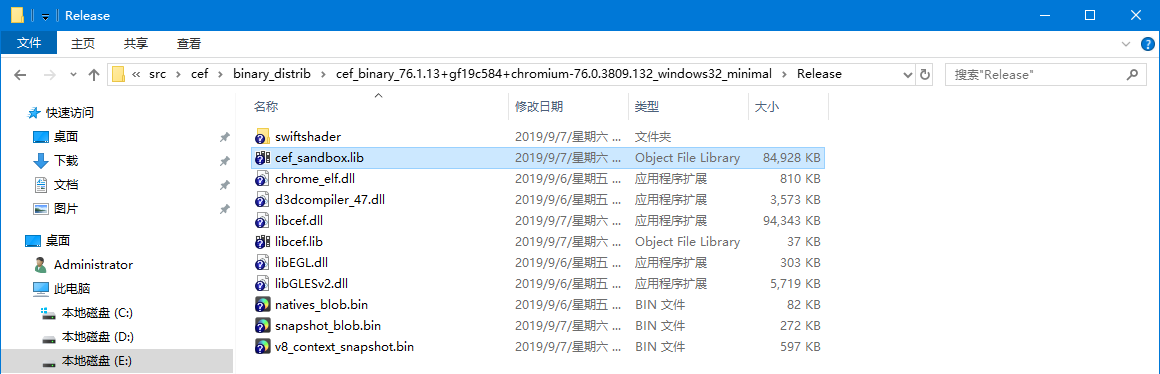 Release
文件 主页 共享 查看
« src › cef › binary_distrib › cef_binary_76.1.13+gf19c584+chromium-76.0.3809.132_windows32_minimal › Release 搜索"Release"
名称 修改日期 类型 大小
快速访问
桌面
下载
文档
图片
桌面
Administrator
此电脑
本地磁盘 (C:)
本地磁盘 (D:)
本地磁盘 (E:)
swiftshader 2019/9/7/星期六 ... 文件夹
cef_sandbox.lib 2019/9/7/星期六 ... Object File Library 84,928 KB
chrome_elf.dll 2019/9/6/星期五 ... 应用程序扩展 810 KB
d3dcompiler_47.dll 2019/9/6/星期五 ... 应用程序扩展 3,573 KB
libcef.dll 2019/9/7/星期六 ... 应用程序扩展 94,343 KB
libcef.lib 2019/9/7/星期六 ... Object File Library 37 KB
libEGL.dll 2019/9/6/星期五 ... 应用程序扩展 303 KB
libGLESv2.dll 2019/9/6/星期五 ... 应用程序扩展 5,719 KB
natives_blob.bin 2019/9/6/星期五 ... BIN 文件 82 KB
snapshot_blob.bin 2019/9/7/星期六 ... BIN 文件 272 KB
v8_context_snapshot.bin 2019/9/7/星期六 ... BIN 文件 597 KB